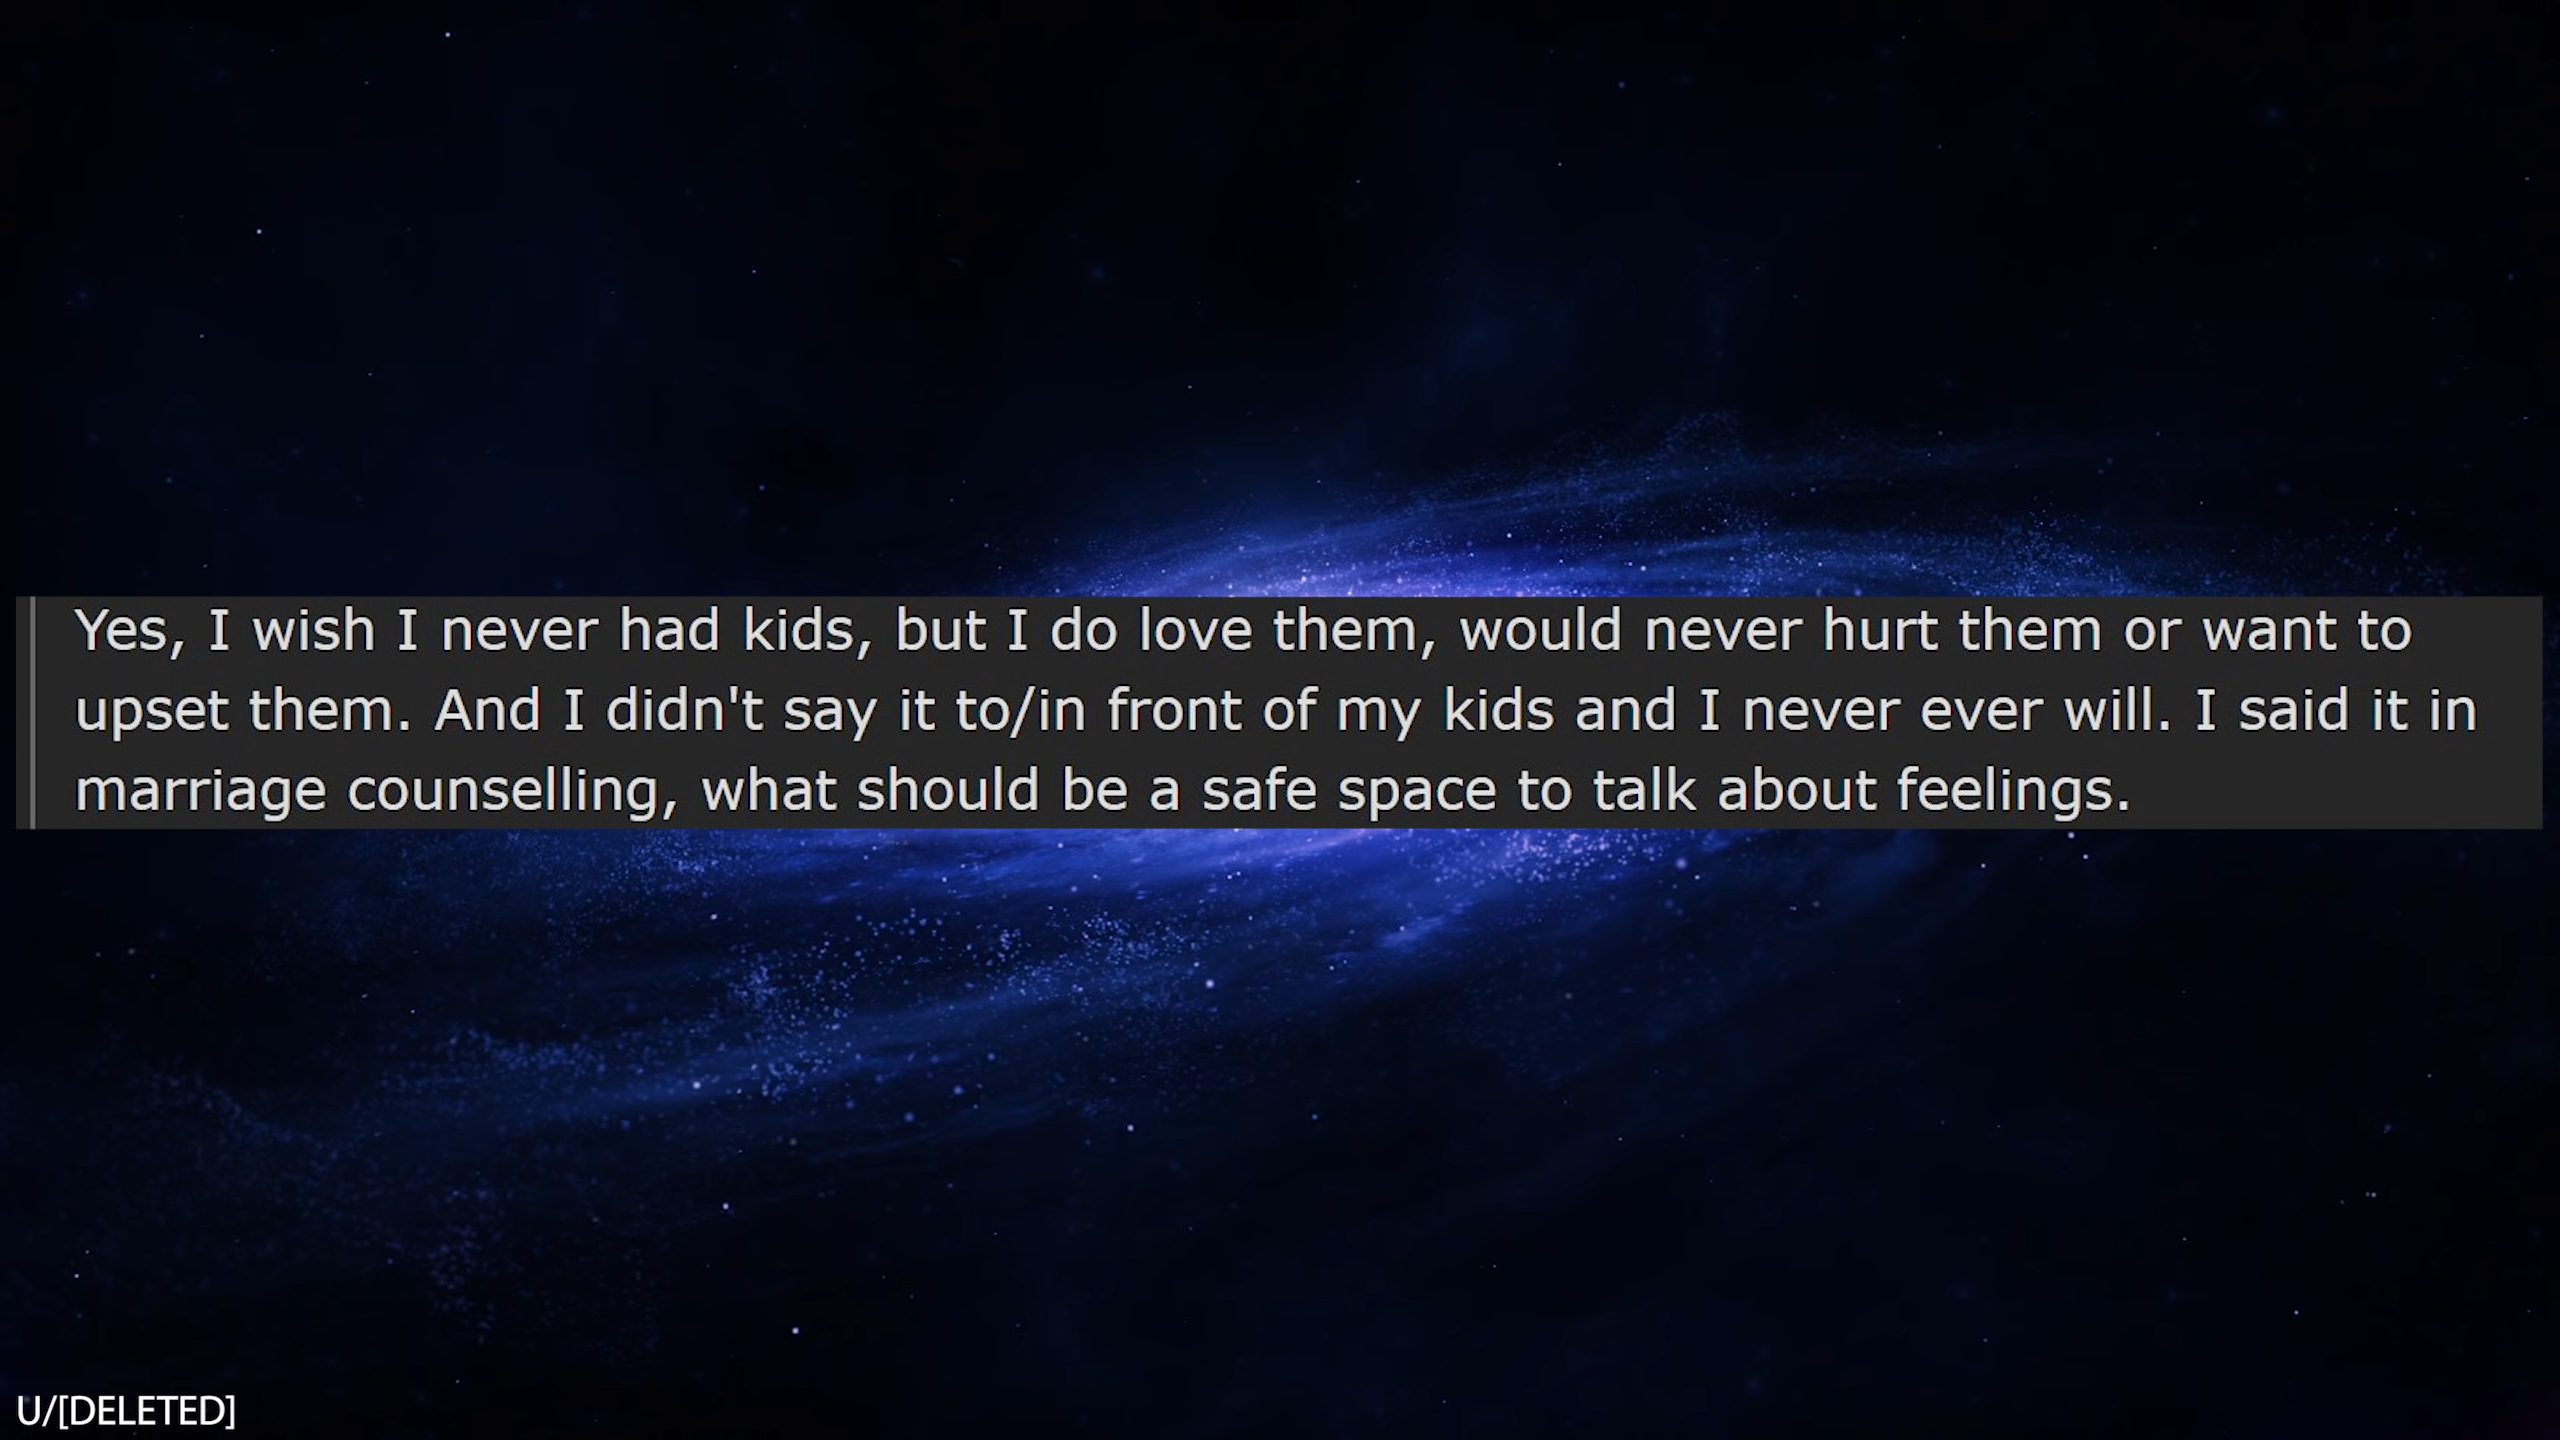 Yes, I wish I never had kids, but I do love them, would never hurt them or want to
upset them. And I didn't say it to/in front of my kids and I never ever will. I said it in
marriage counselling, what should be a safe space to talk about feelings.
U/[DELETED]